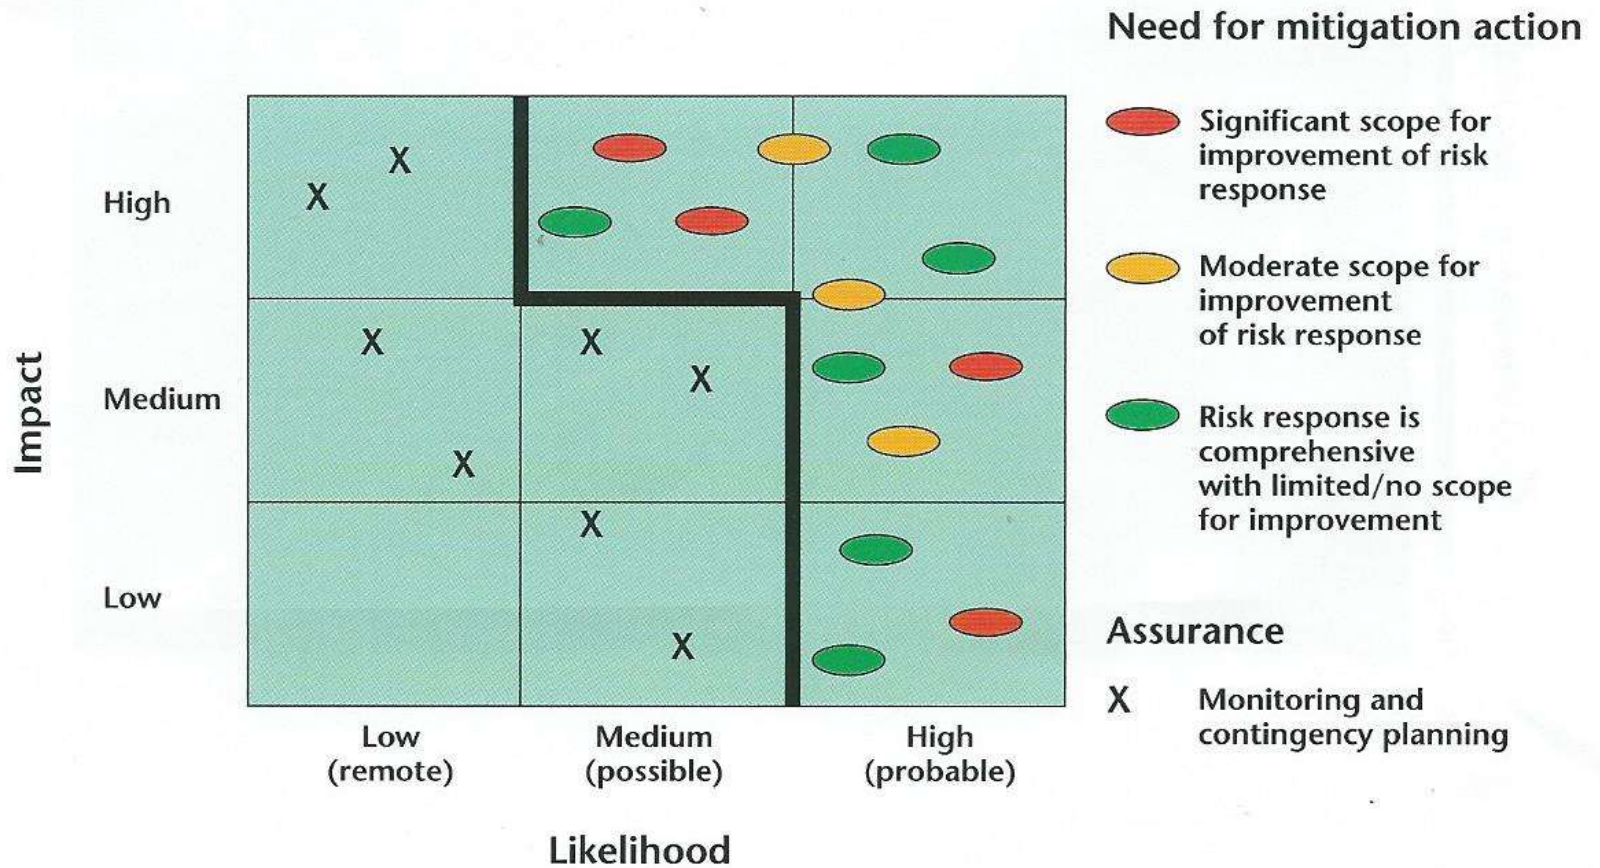 Need for mitigation action
Significant scope for
improvement of risk
response
Moderate scope for
improvement
of risk response
Risk response is
comprehensive
with limited/no scope
for improvement
Assurance
X Monitoring and
contingency planning
Impact
High
X
X
Medium
X
X
X
X
Low
X
X
Low
(remote)
Medium
(possible)
High
(probable)
Likelihood